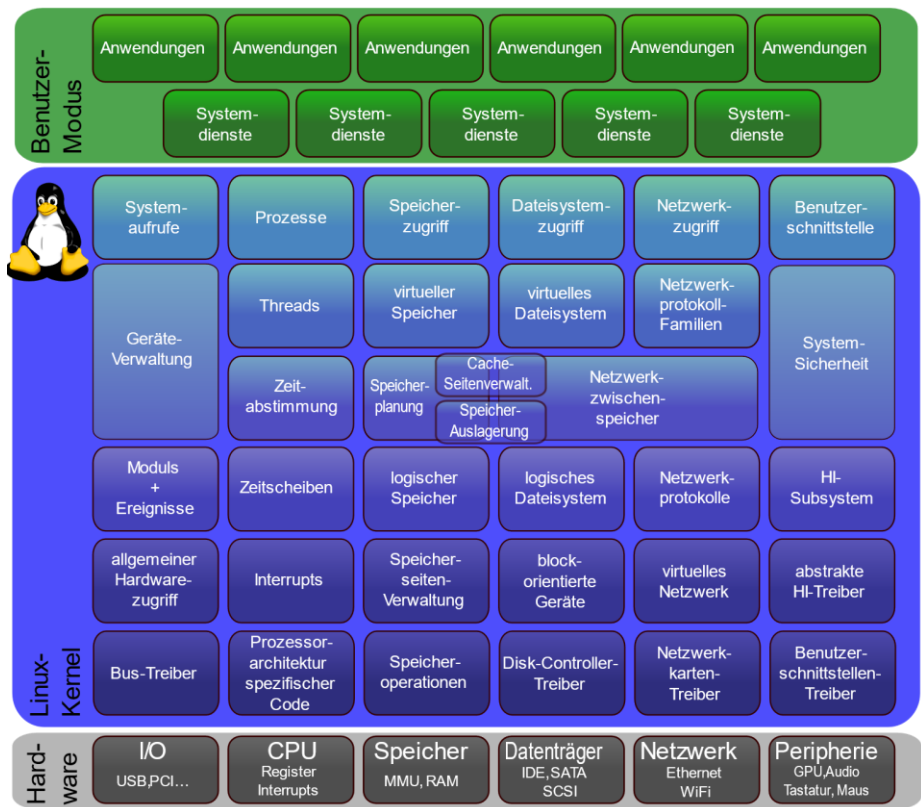 Benutzer-
Modus
Anwendungen
Anwendungen
Anwendungen
Anwendungen
Anwendungen
Anwendungen
System-
dienste
System-
dienste
System-
dienste
System-
dienste
System-
dienste
Linux-
Kernel
System-
aufrufe
Prozesse
Speicher-
zugriff
Dateisystem-
zugriff
Netzwerk-
zugriff
Benutzer-
schnittstelle
Geräte-
Verwaltung
Threads
virtueller
Speicher
virtuelles
Dateisystem
Netzwerk-
protokoll-
Familien
System-
Sicherheit
Zeit-
abstimmung
Speicher-
planung
Cache-
Seitenverwalt.
Speicher-
Auslagerung
Netzwerk-
zwischen-
speicher
Moduls
+
Ereignisse
Zeitscheiben
logischer
Speicher
logisches
Dateisystem
Netzwerk-
protokolle
HI-
Subsystem
allgemeiner
Hardware-
zugriff
Interrupts
Speicher-
seiten-
Verwaltung
block-
orientierte
Geräte
virtuelles
Netzwerk
abstrakte
HI-Treiber
Bus-Treiber
Prozessor-
architektur
spezifischer
Code
Speicher-
operationen
Disk-Controller-
Treiber
Netzwerk-
karten-
Treiber
Benutzer-
schnittstellen-
Treiber
Hard-
ware
I/O
USB,PCI...
CPU
Register
Interrupts
Speicher
MMU, RAM
Datenträger
IDE, SATA
SCSI
Netzwerk
Ethernet
WiFi
Peripherie
GPU,Audio
Tastatur, Maus